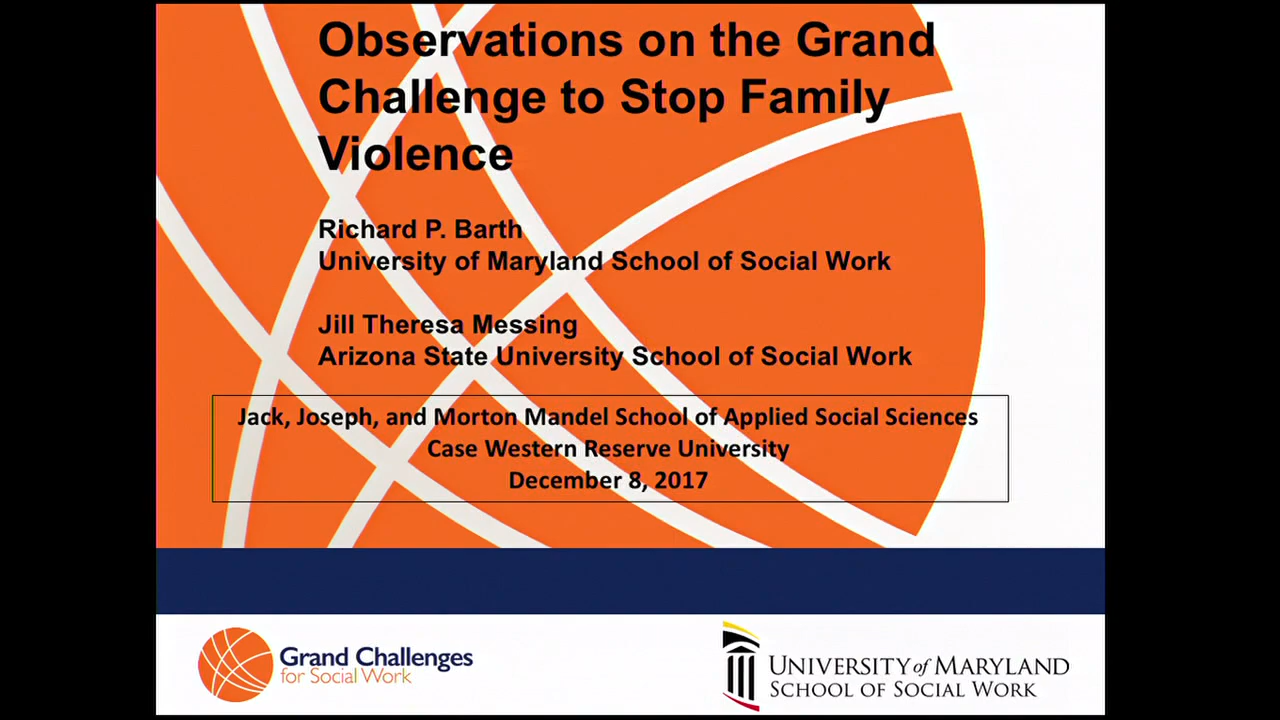 Observations on the Grand
Challenge to Stop Family
Violence
Richard P. Barth
University of Maryland School of Social Work
Jill Theresa Messing
Arizona State University School of Social Work
Jack, Joseph, and Morton Mandel School of Applied Social Sciences
Case Western Reserve University
December 8, 2017
Grand Challenges
for Social Work
UNIVERSITY of MARYLAND
SCHOOL OF SOCIAL WORK